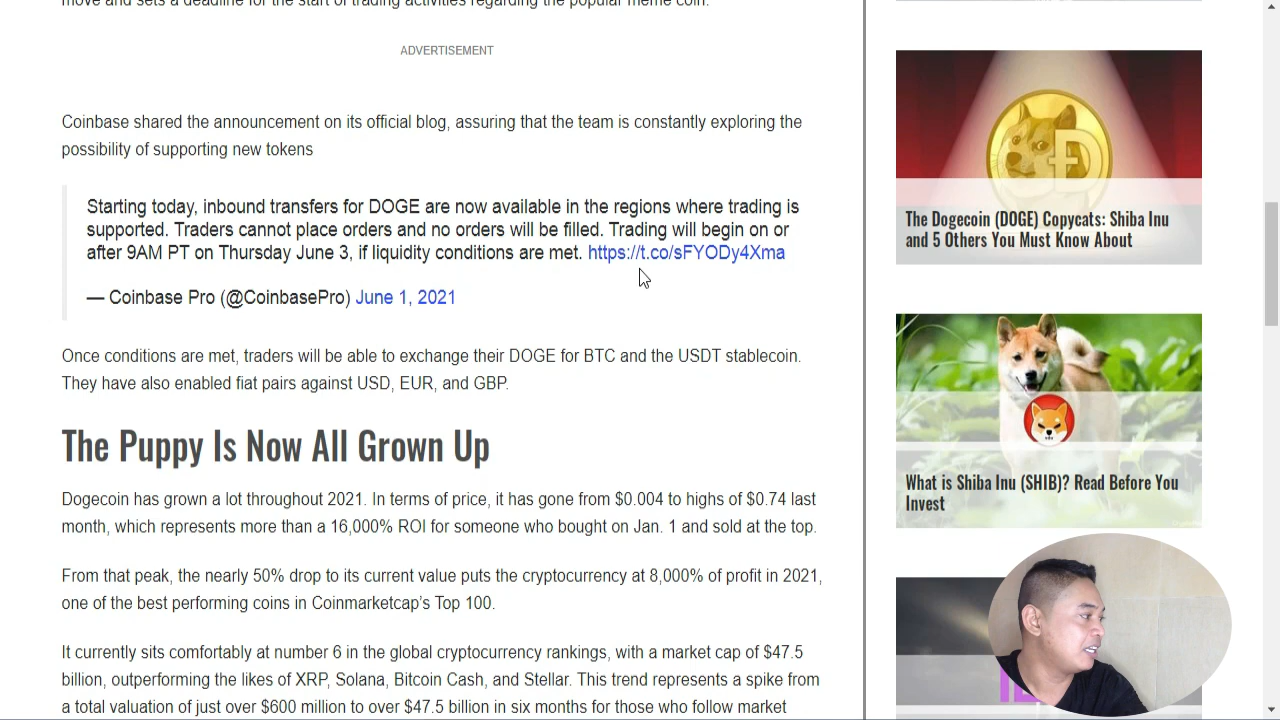 move and sets a deadline for the start of trading activities regarding the popular meme coin.
ADVERTISEMENT
Coinbase shared the announcement on its official blog, assuring that the team is constantly exploring the
possibility of supporting new tokens
Starting today, inbound transfers for DOGE are now available in the regions where trading is
supported. Traders cannot place orders and no orders will be filled. Trading will begin on or
after 9AM PT on Thursday June 3, if liquidity conditions are met. https://t.co/sFYODy4Xma
— Coinbase Pro (@CoinbasePro) June 1, 2021
Once conditions are met, traders will be able to exchange their DOGE for BTC and the USDT stablecoin.
They have also enabled fiat pairs against USD, EUR, and GBP.
The Puppy Is Now All Grown Up
Dogecoin has grown a lot throughout 2021. In terms of price, it has gone from $0.004 to highs of $0.74 last
month, which represents more than a 16,000% ROI for someone who bought on Jan. 1 and sold at the top.
From that peak, the nearly 50% drop to its current value puts the cryptocurrency at 8,000% of profit in 2021,
one of the best performing coins in Coinmarketcap’s Top 100.
It currently sits comfortably at number 6 in the global cryptocurrency rankings, with a market cap of $47.5
billion, outperforming the likes of XRP, Solana, Bitcoin Cash, and Stellar. This trend represents a spike from
a total valuation of just over $600 million to over $47.5 billion in six months for those who follow market
The Dogecoin (DOGE) Copycats: Shiba Inu
and 5 Others You Must Know About
What is Shiba Inu (SHIB)? Read Before You
Invest